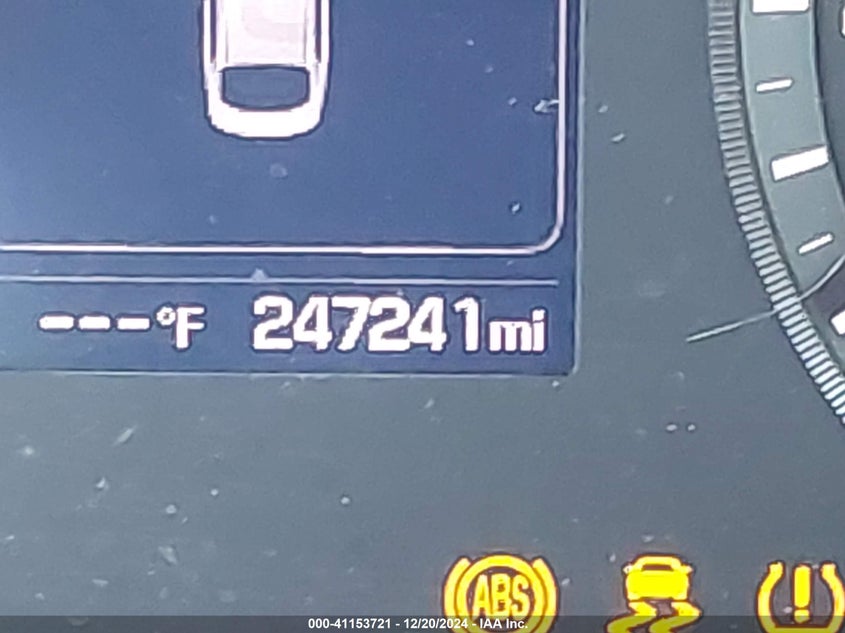 ---°F 247241mi
ABS
000-41153721 - 12/20/2024 - IAA Inc.